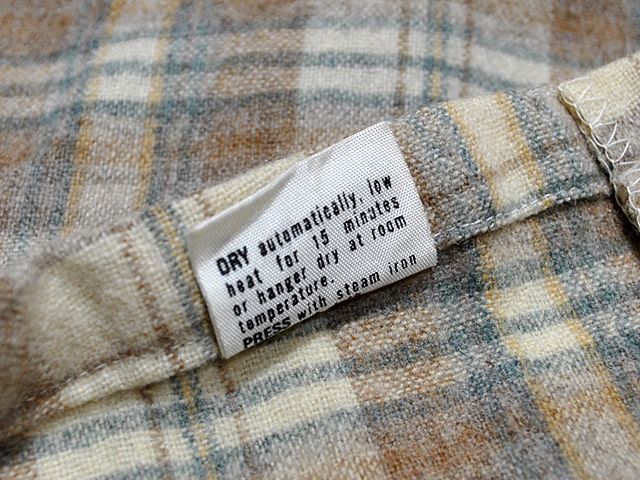 DRY automatically, low
heat for 15 minutes
or hanger dry at room
temperature.
PRESS with steam iron